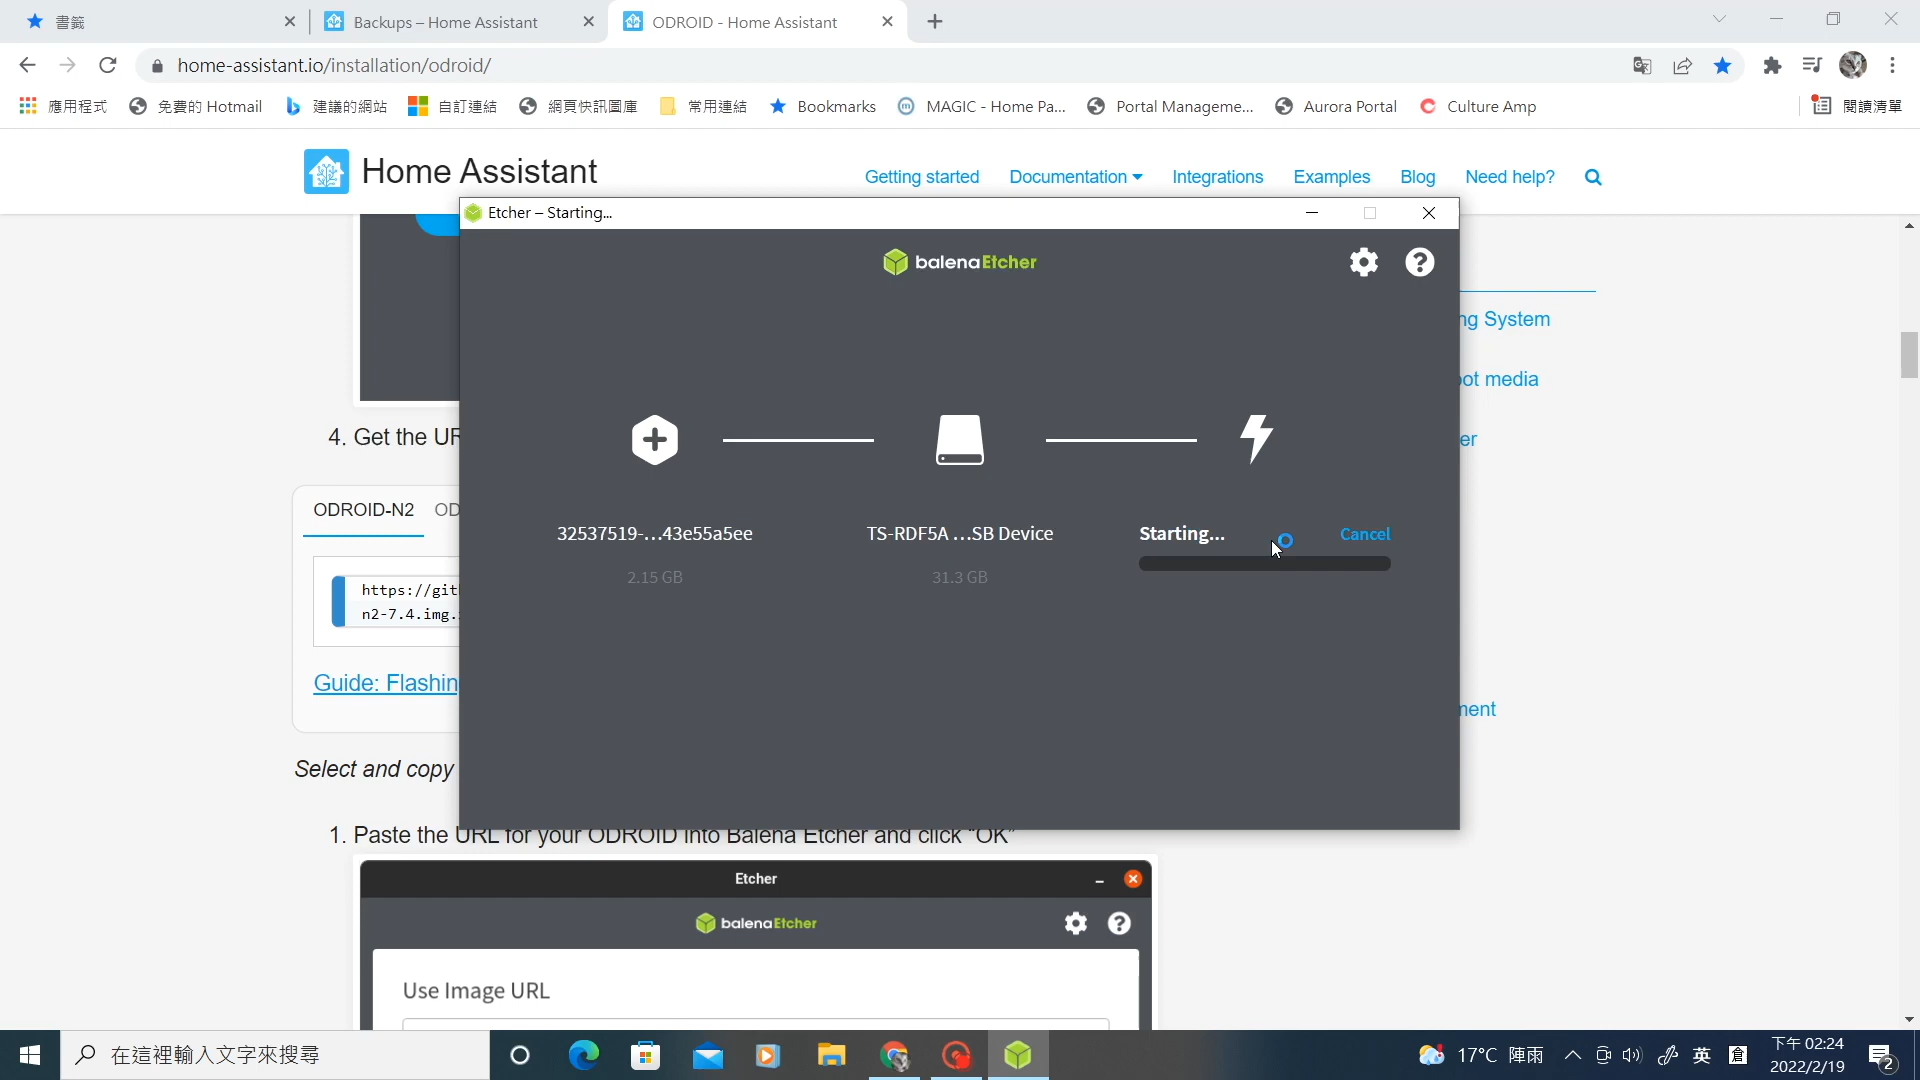 書籤
Backups – Home Assistant
ODROID - Home Assistant
home-assistant.io/installation/odroid/
應用程式
免費的 Hotmail
建議的網站
自訂連結
網頁快訊圖庫
常用連結
Bookmarks
MAGIC - Home Pa...
Portal Manageme...
Aurora Portal
Culture Amp
閱讀清單
Home Assistant
Getting started
Documentation
Integrations
Examples
Blog
Need help?
Etcher – Starting...
balenaEtcher
ng System
oot media
er
4. Get the UR
ODROID-N2
OD
32537519-...43e55a5ee
TS-RDF5A ...SB Device
Starting...
Cancel
2.15 GB
31.3 GB
https://git
n2-7.4.img.
Guide: Flashin
ment
Select and copy
1. Paste the URL for your ODROID into Balena Etcher and click “OK”
Etcher
balenaEtcher
Use Image URL
在這裡輸入文字來搜尋
17°C 陣雨
英
倉
下午 02:24
2022/2/19
2